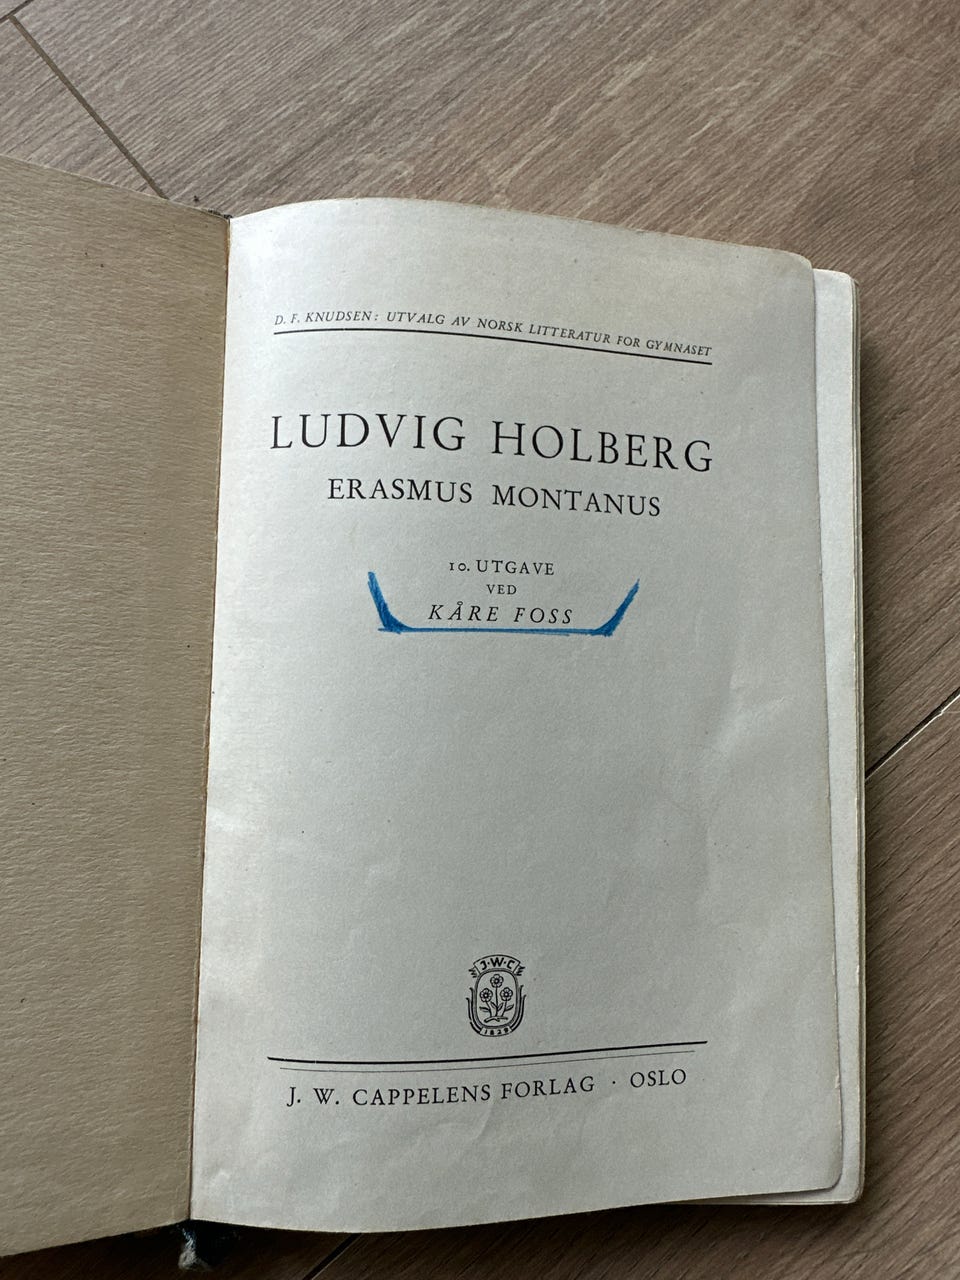 D. F. KNUDSEN: UTVALG AV NORSK LITTERATUR FOR GYMNASET
LUDVIG HOLBERG
ERASMUS MONTANUS
10. UTGAVE
VED
KÅRE FOSS
J·W·C
1829
J. W. CAPPELENS FORLAG · OSLO